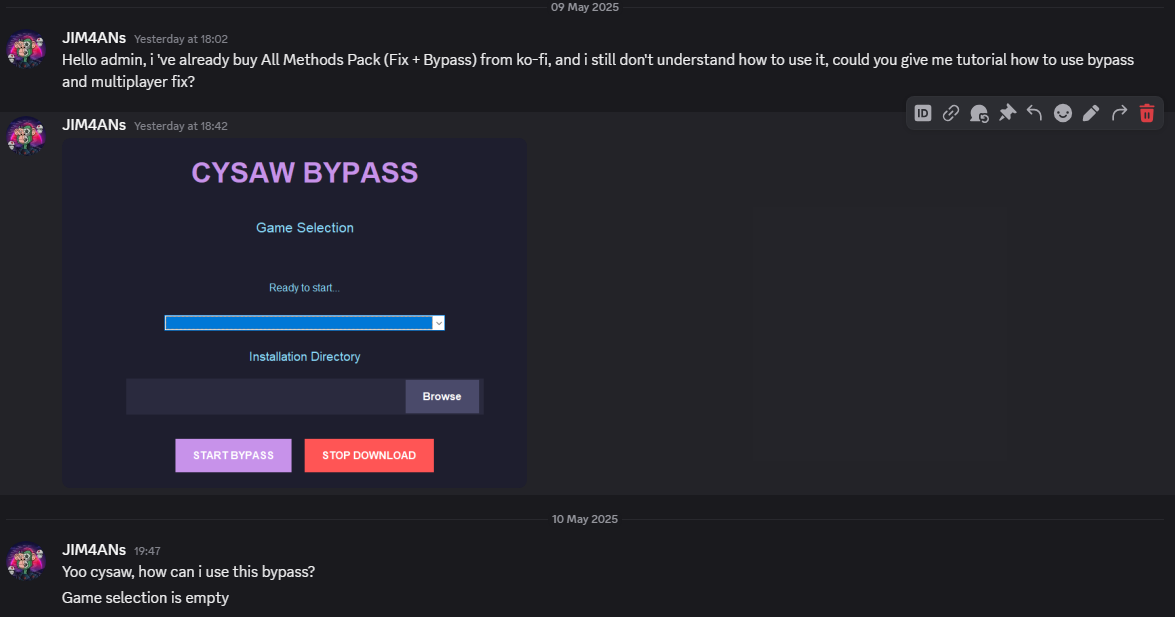 09 May 2025
JIM4ANs Yesterday at 18:02
Hello admin, i 've already buy All Methods Pack (Fix + Bypass) from ko-fi, and i still don't understand how to use it, could you give me tutorial how to use bypass
and multiplayer fix?
ID
JIM4ANs Yesterday at 18:42
CYSAW BYPASS
Game Selection
Ready to start...
Installation Directory
Browse
START BYPASS STOP DOWNLOAD
10 May 2025
JIM4ANs 19:47
Yoo cysaw, how can i use this bypass?
Game selection is empty